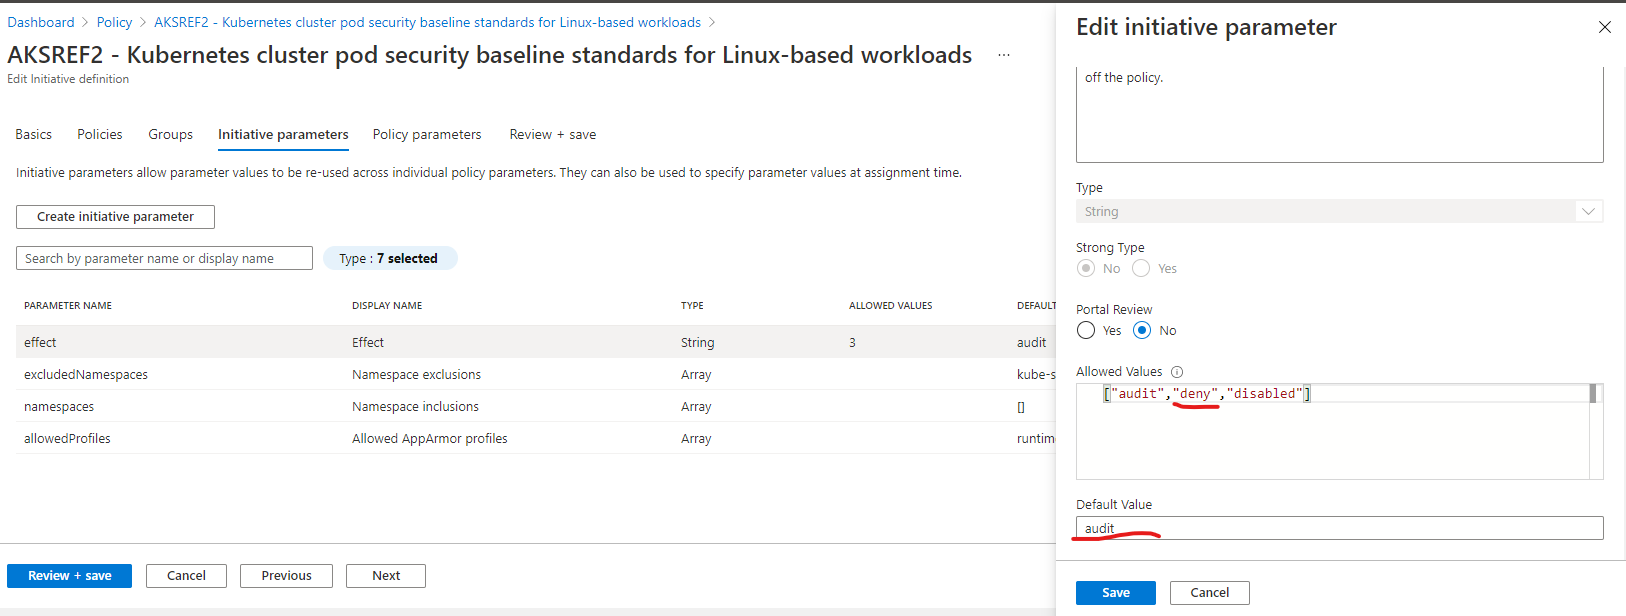 Dashboard > Policy > AKSREF2 - Kubernetes cluster pod security baseline standards for Linux-based workloads >
AKSREF2 - Kubernetes cluster pod security baseline standards for Linux-based workloads ...
Edit Initiative definition
Basics Policies Groups Initiative parameters Policy parameters Review + save
Initiative parameters allow parameter values to be re-used across individual policy parameters. They can also be used to specify parameter values at assignment time.
Create initiative parameter
Search by parameter name or display name Type : 7 selected
PARAMETER NAME DISPLAY NAME TYPE ALLOWED VALUES DEFAULT
effect Effect String 3 audit
excludedNamespaces Namespace exclusions Array kube-s
namespaces Namespace inclusions Array []
allowedProfiles Allowed AppArmor profiles Array runtim
Review + save Cancel Previous Next
Edit initiative parameter
off the policy.
Type
String
Strong Type
No Yes
Portal Review
Yes No
Allowed Values
["audit","deny","disabled"]
Default Value
audit
Save Cancel